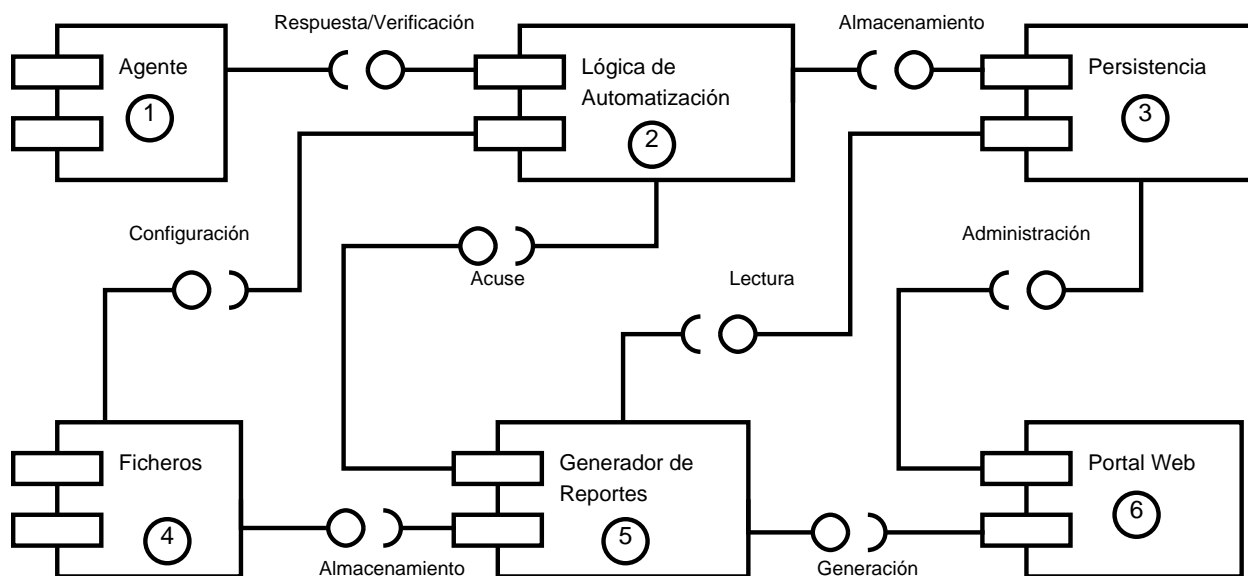 Respuesta/Verificación
Almacenamiento
Agente
1
Lógica de
Automatización
2
Persistencia
3
Configuración
Acuse
Lectura
Administración
Ficheros
4
Generador de
Reportes
5
Portal Web
6
Almacenamiento
Generación